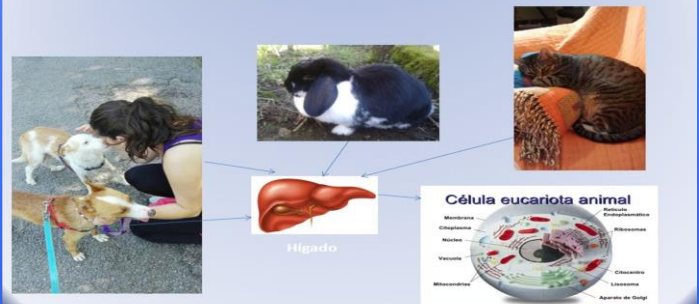 Hígado
Célula eucariota animal
Membrana
Citoplasma
Núcleo
Vacuola
Mitocondrias
Retículo
Endoplasmático
Ribosomas
Citocentro
Lisosoma
Aparato de Golgi